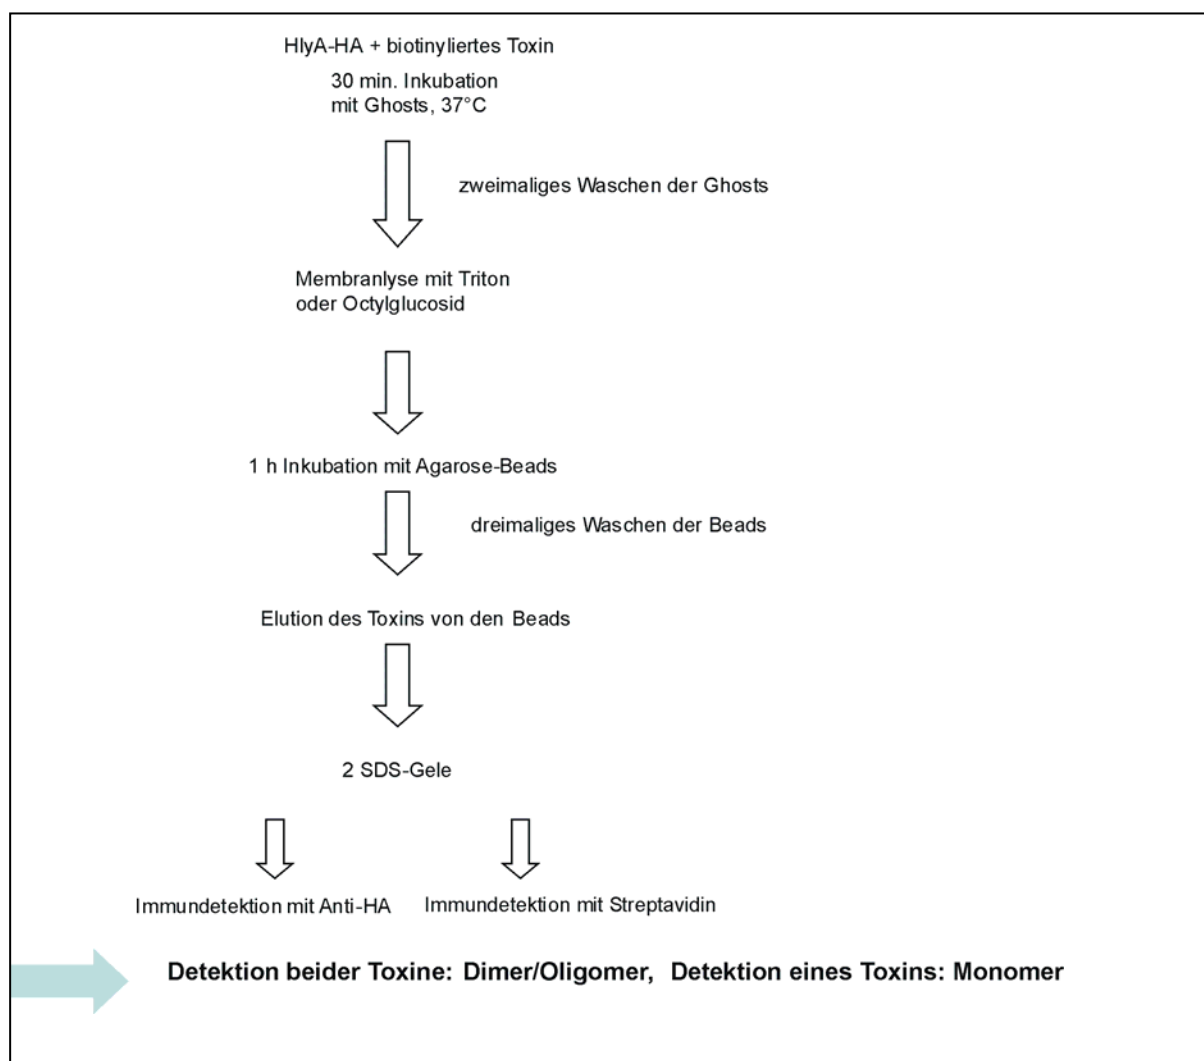 HlyA-HA + biotinyliertes Toxin
30 min. Inkubation
mit Ghosts, 37°C
zweimaliges Waschen der Ghosts
Membranlyse mit Triton
oder Octylglucosid
1 h Inkubation mit Agarose-Beads
dreimaliges Waschen der Beads
Elution des Toxins von den Beads
2 SDS-Gele
Immundetektion mit Anti-HA Immundetektion mit Streptavidin
Detektion beider Toxine: Dimer/Oligomer, Detektion eines Toxins: Monomer